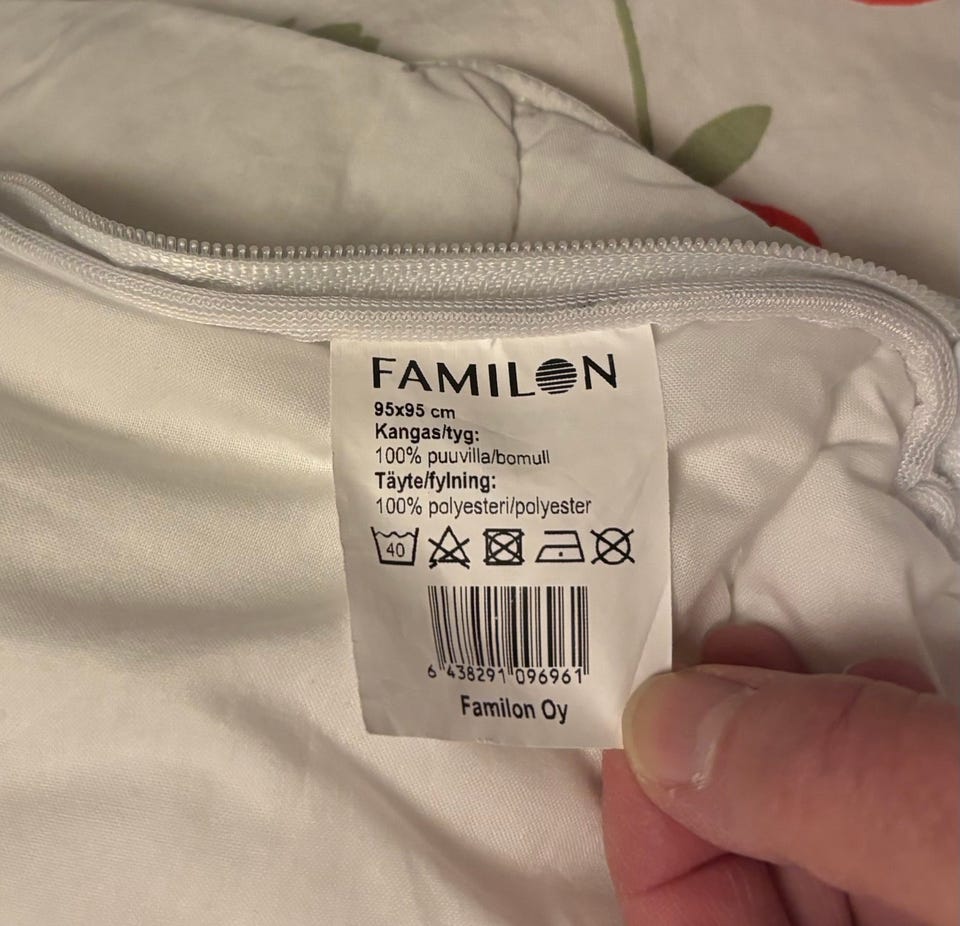 FAMILON
95x95 cm
Kangas/tyg:
100% puuvilla/bomull
Täyte/fylning:
100% polyesteri/polyester
40
6 438291 096961
Familon Oy